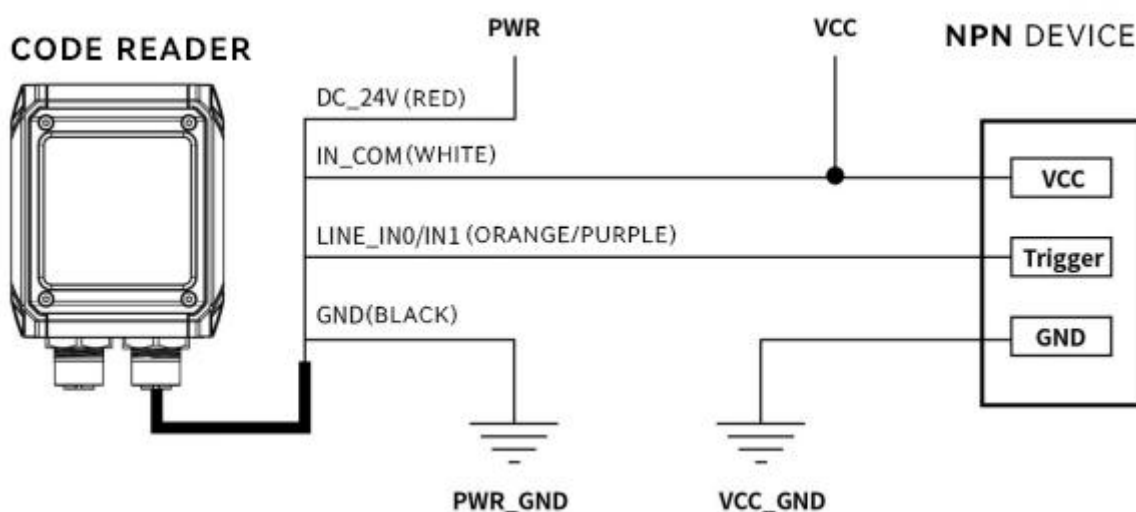 PWR
VCC
NPN DEVICE
CODE READER
DC_24V (RED)
IN_COM(WHITE)
VCC
LINE_IN0/IN1 (ORANGE/PURPLE)
Trigger
GND(BLACK)
GND
PWR_GND
VCC_GND